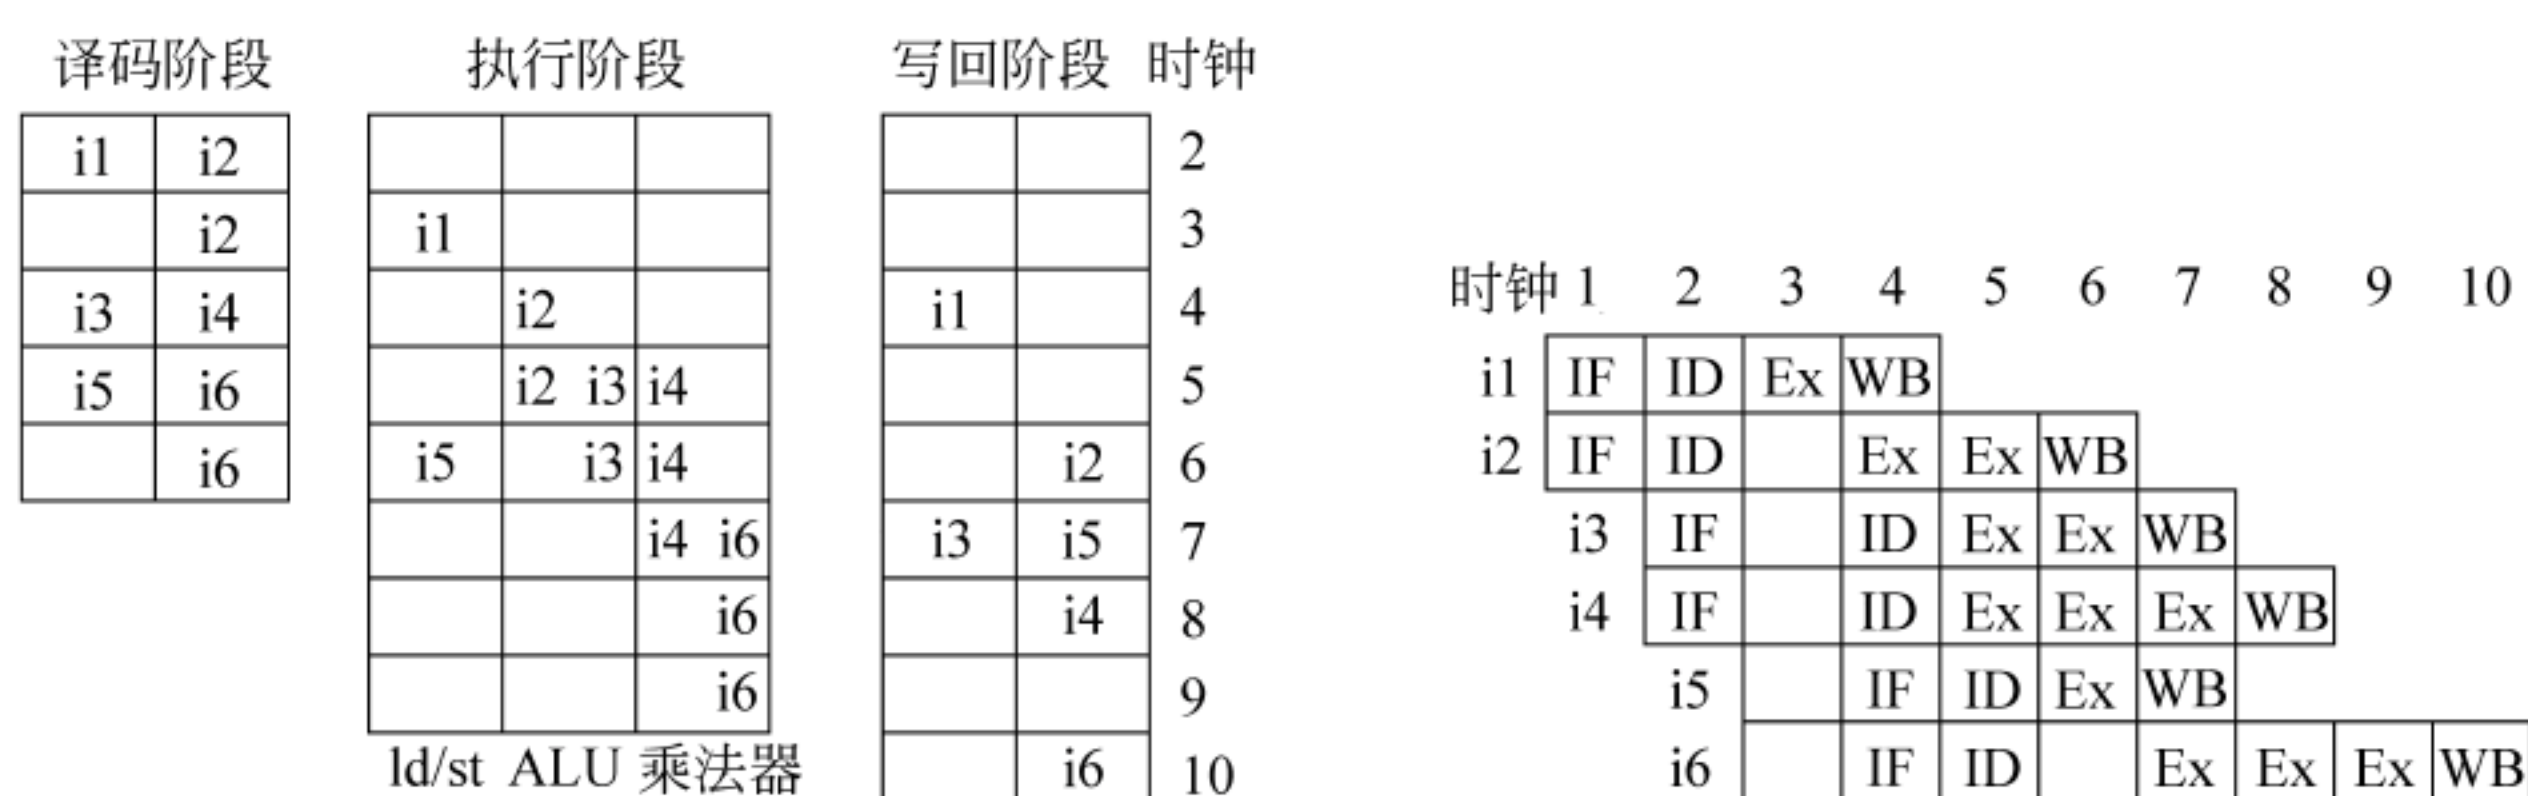 译码阶段 执行阶段 写回阶段 时钟
i1 i2 2
i2 i1 3
i3 i4 i2 i1 4
i5 i6 i2 i3 i4 5
i6 i5 i3 i4 i2 6
i4 i6 i3 i5 7
i6 i4 8
i6 9
ld/st ALU 乘法器 i6 10
时钟 1 2 3 4 5 6 7 8 9 10
i1 IF ID Ex WB
i2 IF ID Ex Ex WB
i3 IF ID Ex Ex WB
i4 IF ID Ex Ex Ex WB
i5 IF ID Ex WB
i6 IF ID Ex Ex Ex WB